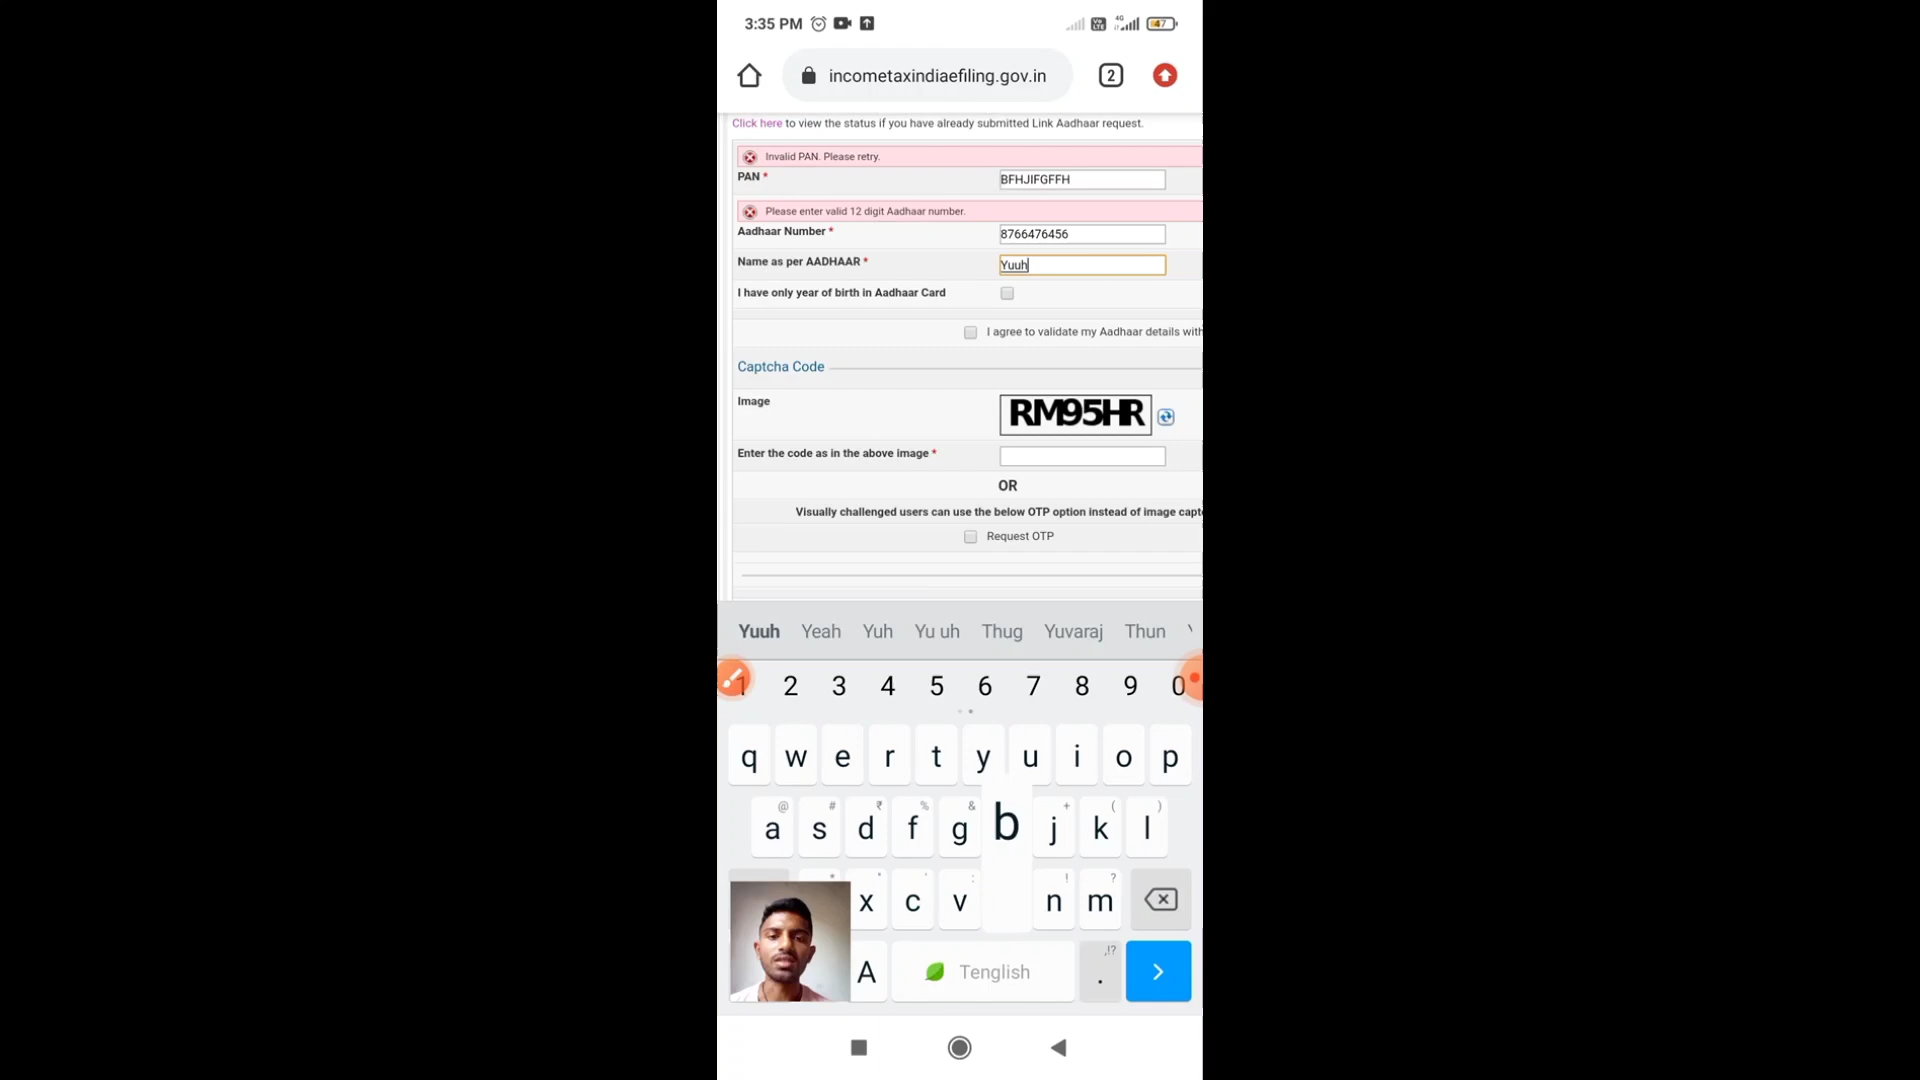 3:35 PM
4G
47
incometaxindiaefiling.gov.in
2
Click here to view the status if you have already submitted Link Aadhaar request.
Invalid PAN. Please retry.
PAN * BFHJIFGFFH
Please enter valid 12 digit Aadhaar number.
Aadhaar Number * 8766476456
Name as per AADHAAR * Yuuh
I have only year of birth in Aadhaar Card
I agree to validate my Aadhaar details with
Captcha Code
Image RM95HR
Enter the code as in the above image *
OR
Visually challenged users can use the below OTP option instead of image
Request OTP
Yuuh Yeah Yuh Yu uh Thug Yuvaraj Thun
1 2 3 4 5 6 7 8 9 0
q w e r t y u i o p
@ # ₹ % & + ( )
a s d f g b j k l
* " ' : ! ?
x c v n m
,!?
A Tenglish .